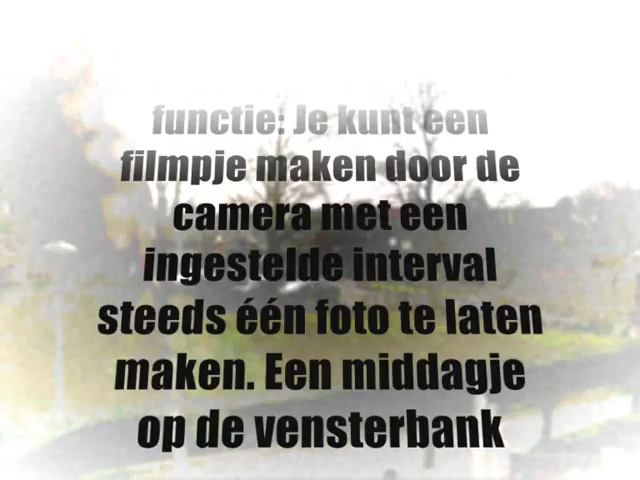 functie: Je kunt een
filmpje maken door de
camera met een
ingestelde interval
steeds één foto te laten
maken. Een middagje
op de vensterbank